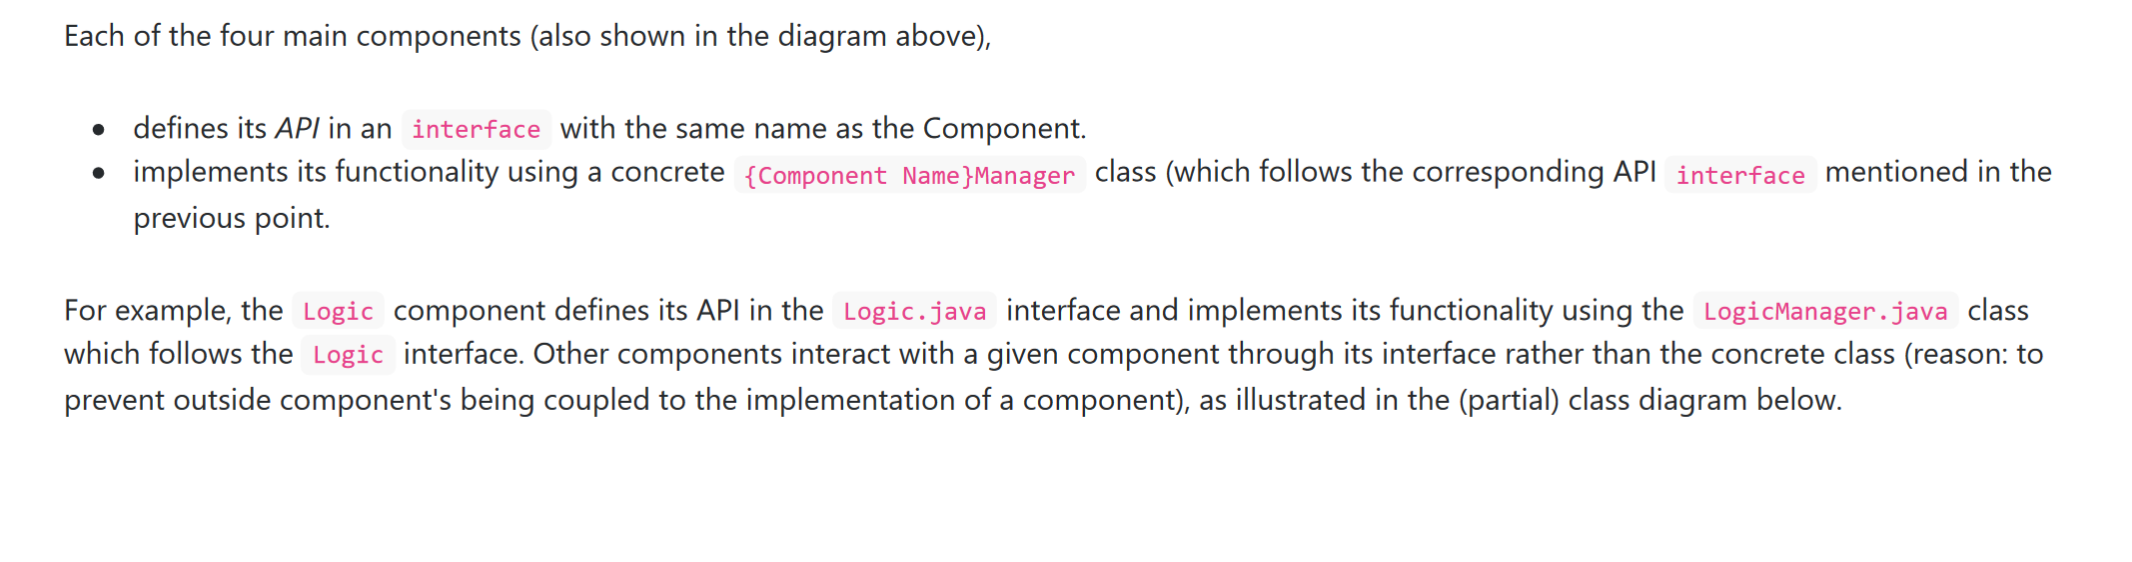 Each of the four main components (also shown in the diagram above),
• defines its API in an interface with the same name as the Component.
• implements its functionality using a concrete {Component Name}Manager class (which follows the corresponding API interface mentioned in the
previous point.
For example, the Logic component defines its API in the Logic.java interface and implements its functionality using the LogicManager.java class
which follows the Logic interface. Other components interact with a given component through its interface rather than the concrete class (reason: to
prevent outside component's being coupled to the implementation of a component), as illustrated in the (partial) class diagram below.